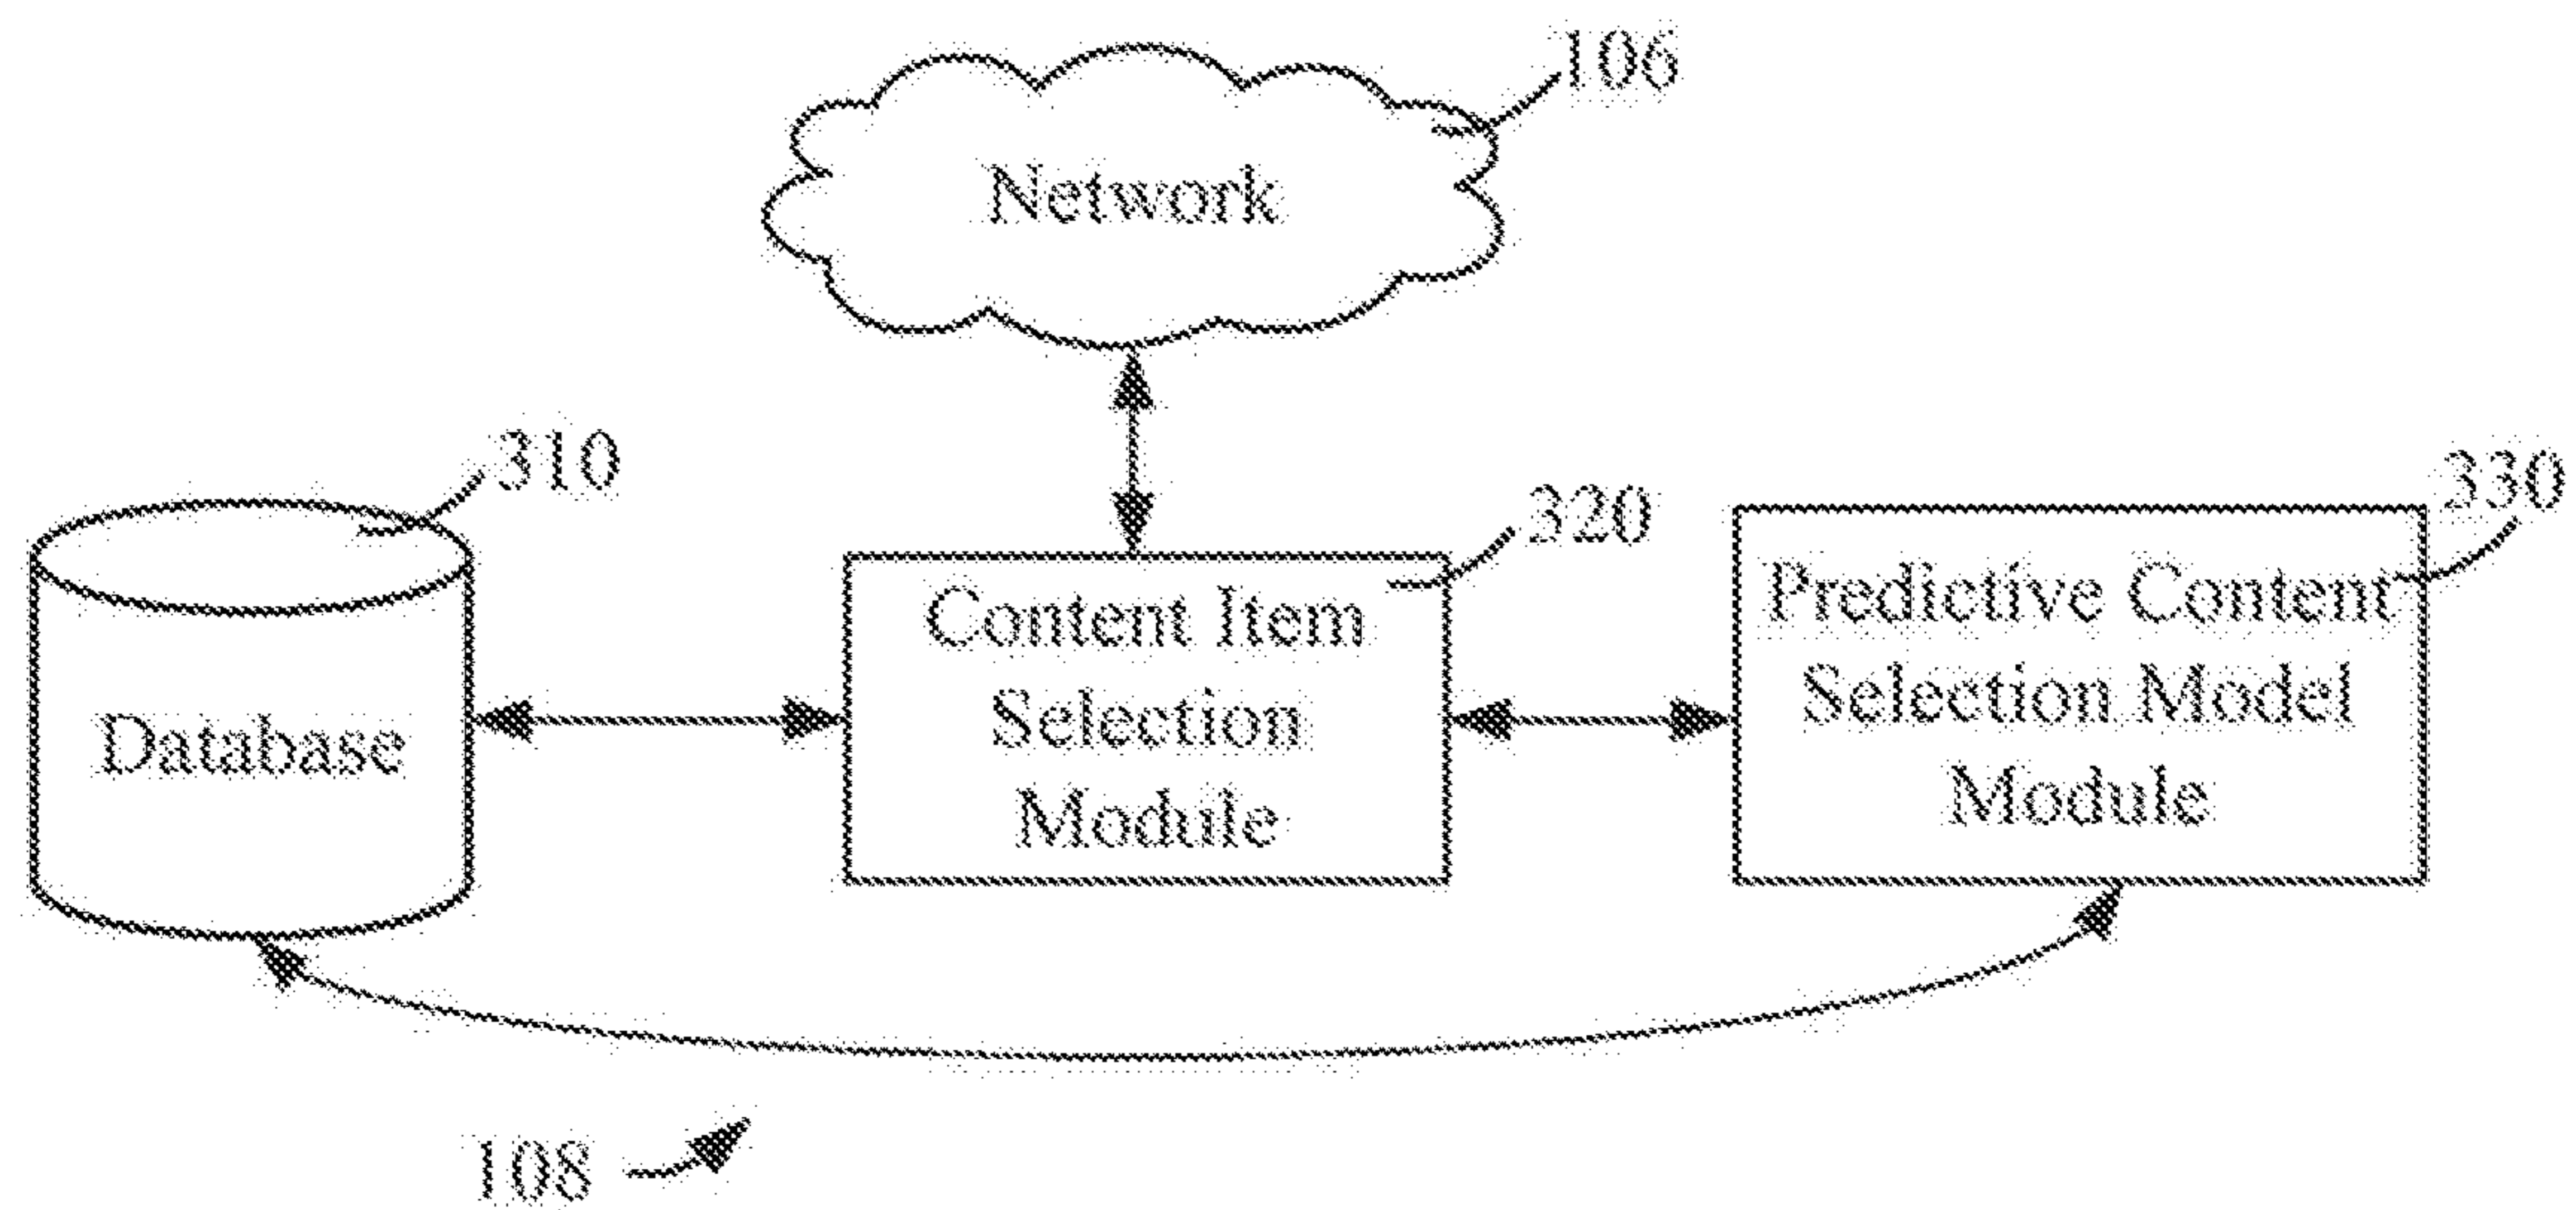 106
Network
310
320
330
Database
Content Item
Selection
Module
Predictive Content
Selection Model
Module
108